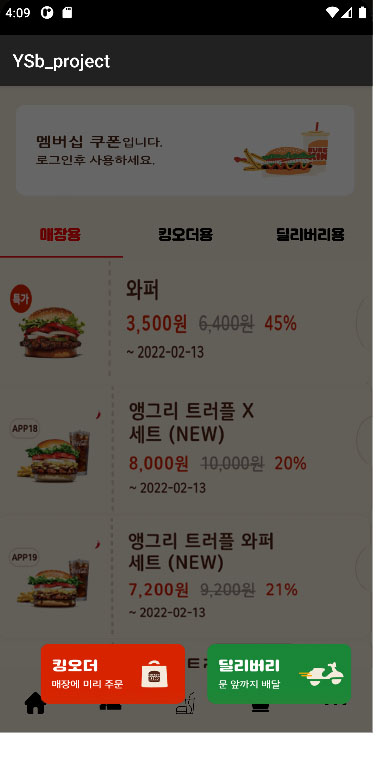 4:09
YSb_project
멤버십 쿠폰입니다.
로그인후 사용하세요.
BURG
KIN
매장용
킹오더용
딜리버리용
특가
와퍼
3,500원 6,400원 45%
~ 2022-02-13
APP18
앵그리 트러플 X
세트 (NEW)
8,000원 10,000원 20%
~ 2022-02-13
APP19
앵그리 트러플 와퍼
세트 (NEW)
7,200원 9,200원 21%
~ 2022-02-13
킹오더
매장에 미리 주문
딜리버리
문 앞까지 배달